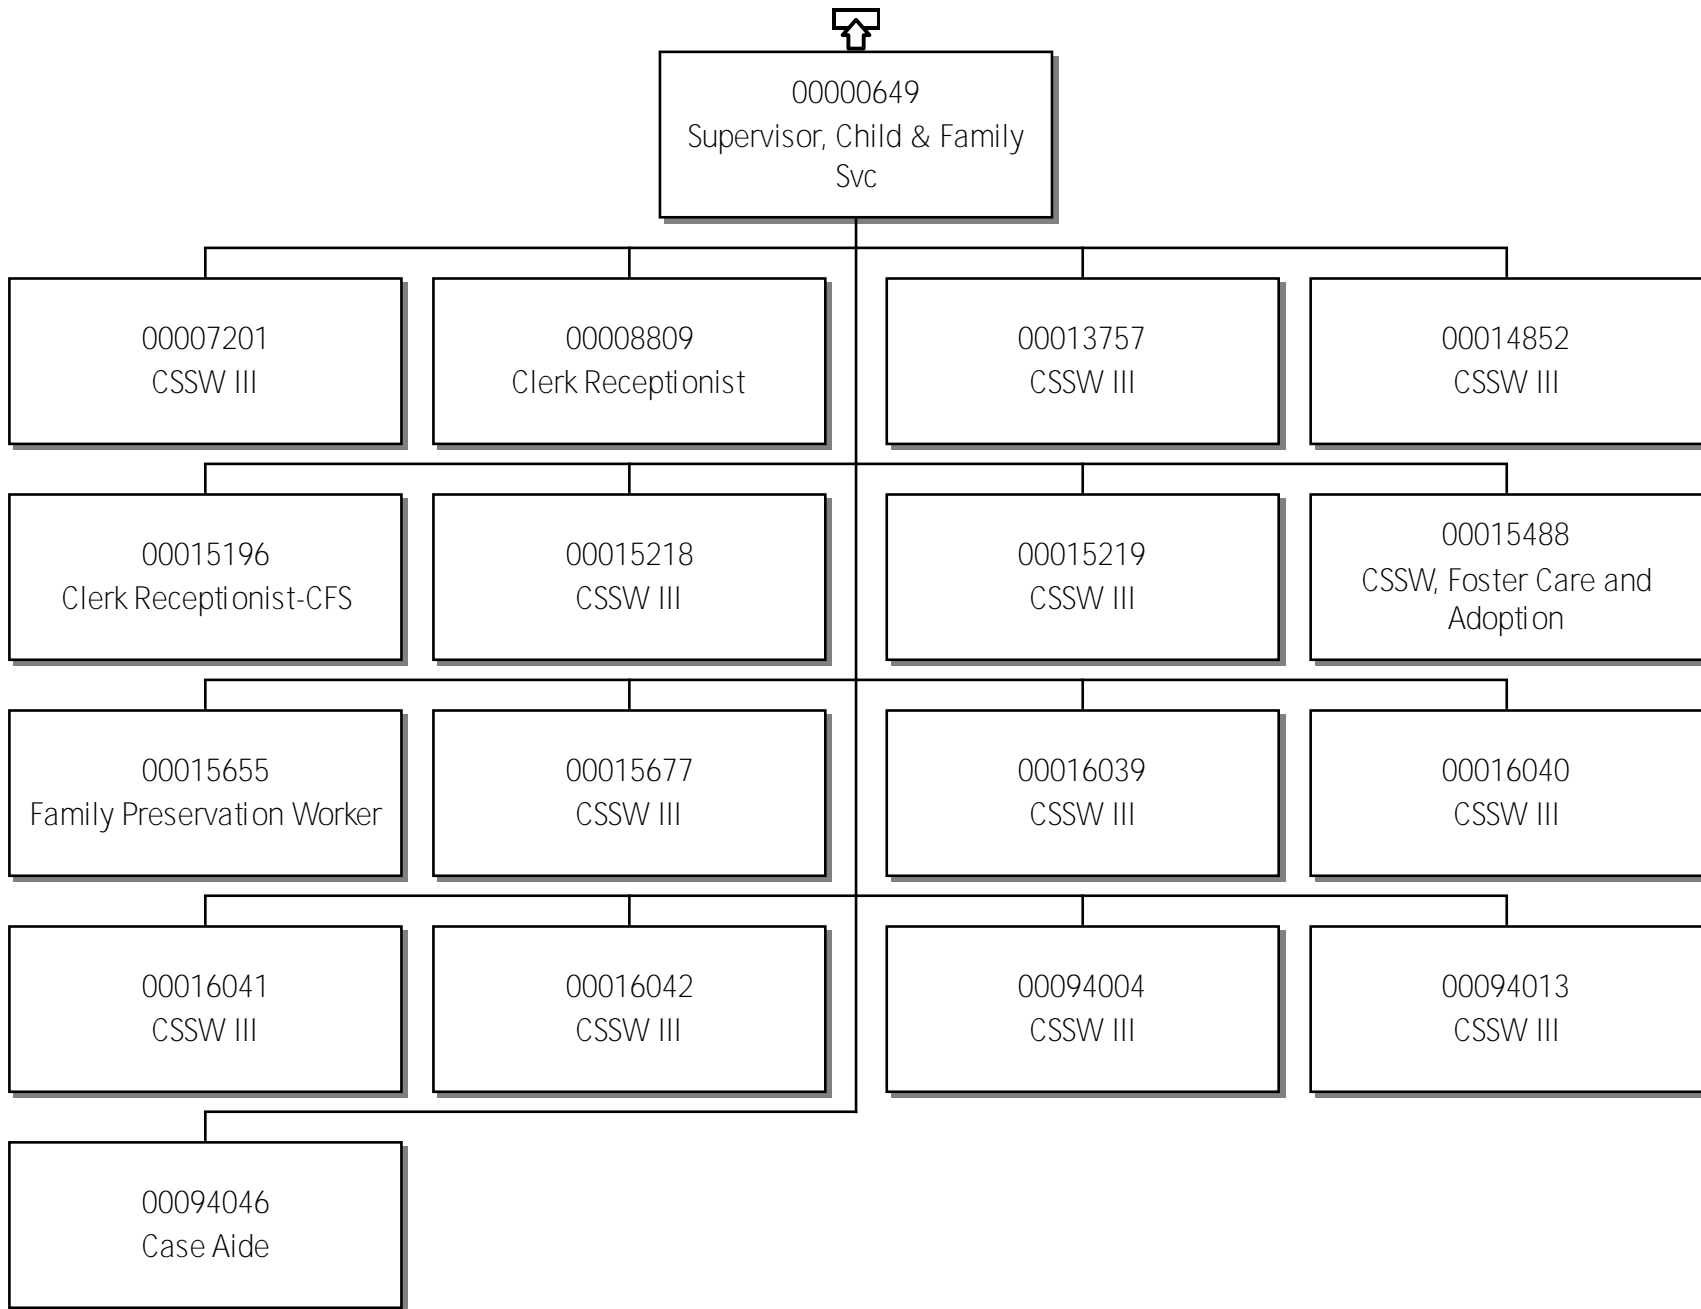 00000649
Supervisor, Child & Family
Svc
00007201
CSSW III
00008809
Clerk Receptionist
00013757
CSSW III
00014852
CSSW III
00015196
Clerk Receptionist-CFS
00015218
CSSW III
00015219
CSSW III
00015488
CSSW, Foster Care and
Adoption
00015655
Family Preservation Worker
00015677
CSSW III
00016039
CSSW III
00016040
CSSW III
00016041
CSSW III
00016042
CSSW III
00094004
CSSW III
00094013
CSSW III
00094046
Case Aide